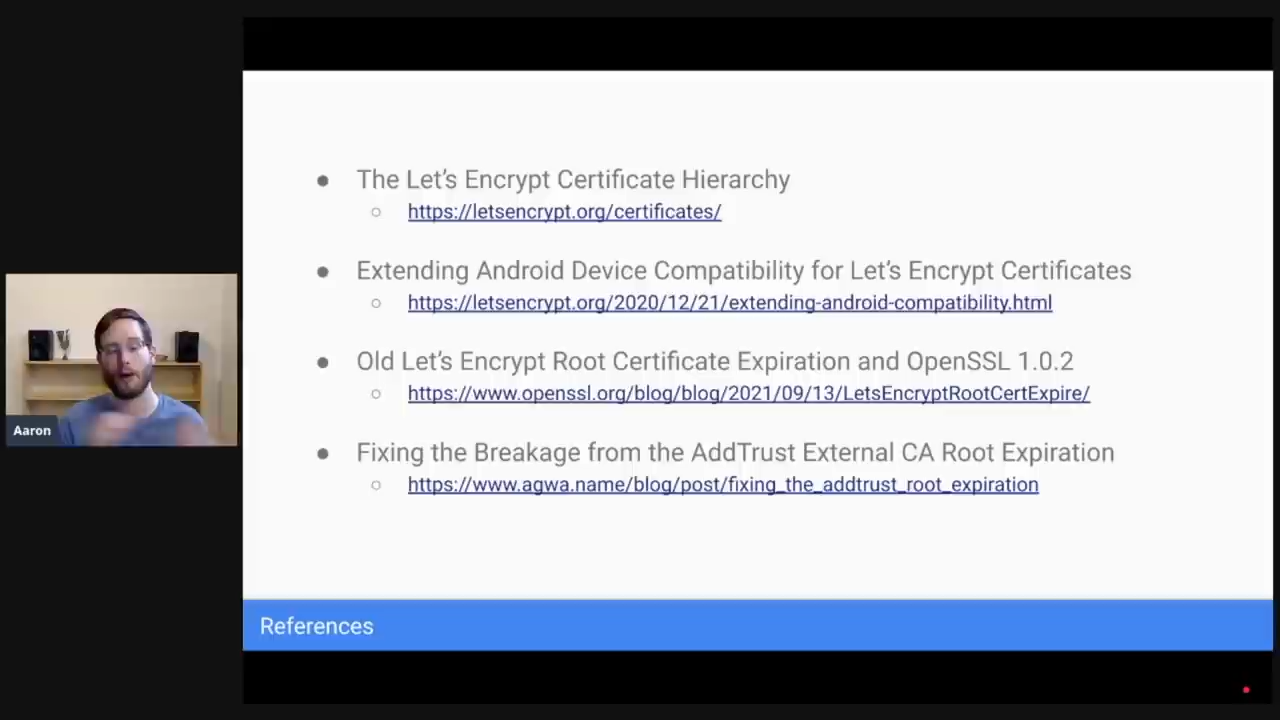 The Let's Encrypt Certificate Hierarchy
https://letsencrypt.org/certificates/
Extending Android Device Compatibility for Let's Encrypt Certificates
https://letsencrypt.org/2020/12/21/extending-android-compatibility.html
Old Let's Encrypt Root Certificate Expiration and OpenSSL 1.0.2
https://www.openssl.org/blog/blog/2021/09/13/LetsEncryptRootCertExpire/
Fixing the Breakage from the AddTrust External CA Root Expiration
https://www.agwa.name/blog/post/fixing_the_addtrust_root_expiration
References
Aaron